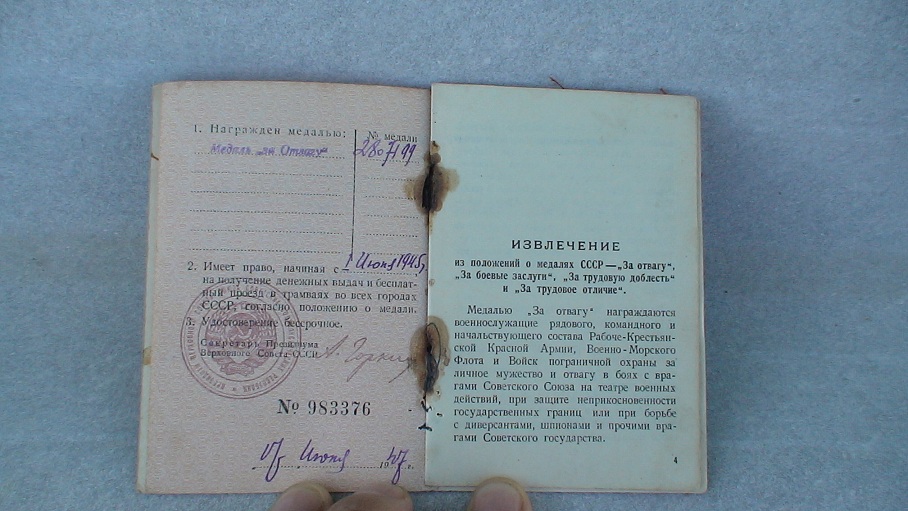 1. Награжден медалью:
№ медали
Медаль „за Отвагу“
2807199
2. Имеет право, начиная с 1 Июня 1945 г.
на получение денежных выдач и бесплат-
ный проезд в трамваях во всех городах
СССР, согласно положению о медали.
3. Удостоверение бессрочное.
Секретарь Президиума
Верховного Совета СССР
А. Горкин
№ 983376
Июня 1947 г.
ИЗВЛЕЧЕНИЕ
из положений о медалях СССР—„За отвагу“,
„За боевые заслуги“, „За трудовую доблесть“
и „За трудовое отличие“.
Медалью „За отвагу“ награждаются
военнослужащие рядового, командного и
начальствующего состава Рабоче-Крестьян-
ской Красной Армии, Военно-Морского
Флота и Войск пограничной охраны за
личное мужество и отвагу в боях с вра-
гами Советского Союза на театре военных
действий, при защите неприкосновенности
государственных границ или при борьбе
с диверсантами, шпионами и прочими вра-
гами Советского государства.
4